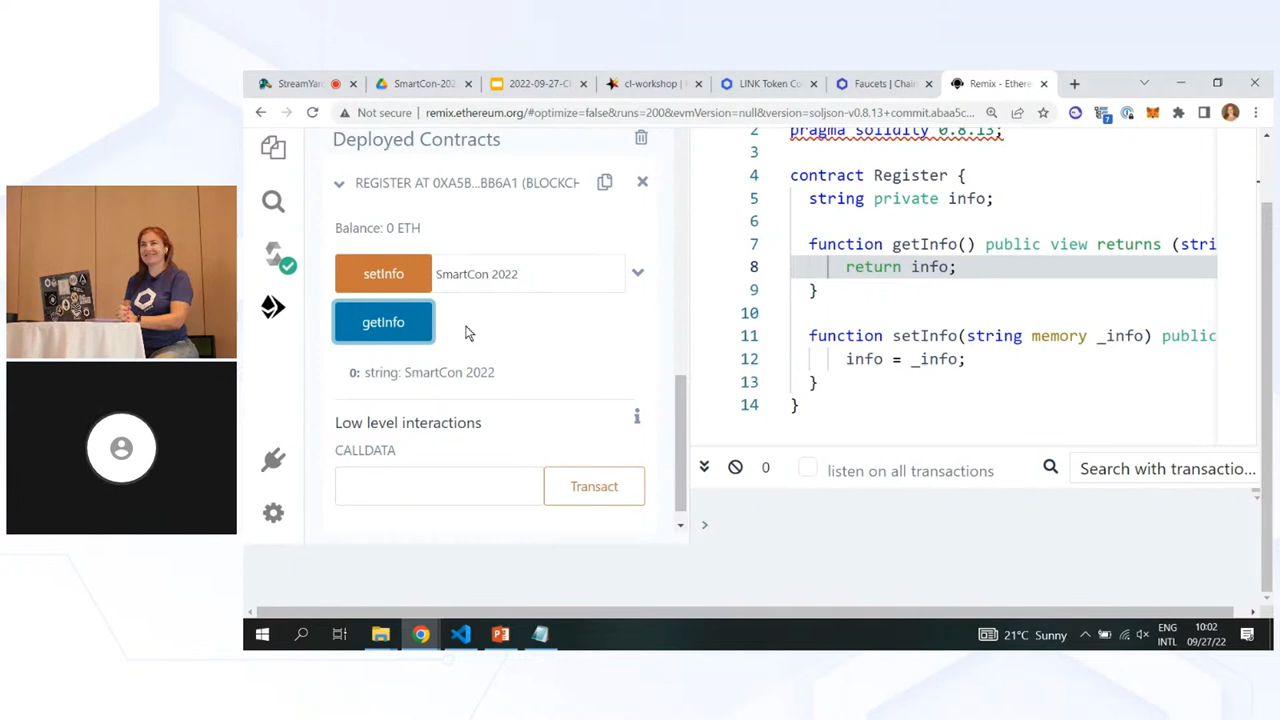 StreamYar
SmartCon-202
2022-09-27-Cl
cl-workshop |
LINK Token Co
Faucets | Chain
Remix - Ethere
Not secure
remix.ethereum.org/#optimize=false&runs=200&evmVersion=null&version=soljson-v0.8.13+commit.abaa5c...
7
Deployed Contracts
REGISTER AT 0XA5B...BB6A1 (BLOCKCH
Balance: 0 ETH
setInfo
SmartCon 2022
getInfo
0: string: SmartCon 2022
Low level interactions
i
CALLDATA
Transact
2 pragma solidity 0.8.13;
3
4 contract Register {
5 string private info;
6
7 function getInfo() public view returns (stri
8 return info;
9 }
10
11 function setInfo(string memory _info) public
12 info = _info;
13 }
14 }
0
listen on all transactions
Search with transactio...
>
21°C Sunny
ENG
INTL
10:02
09/27/22